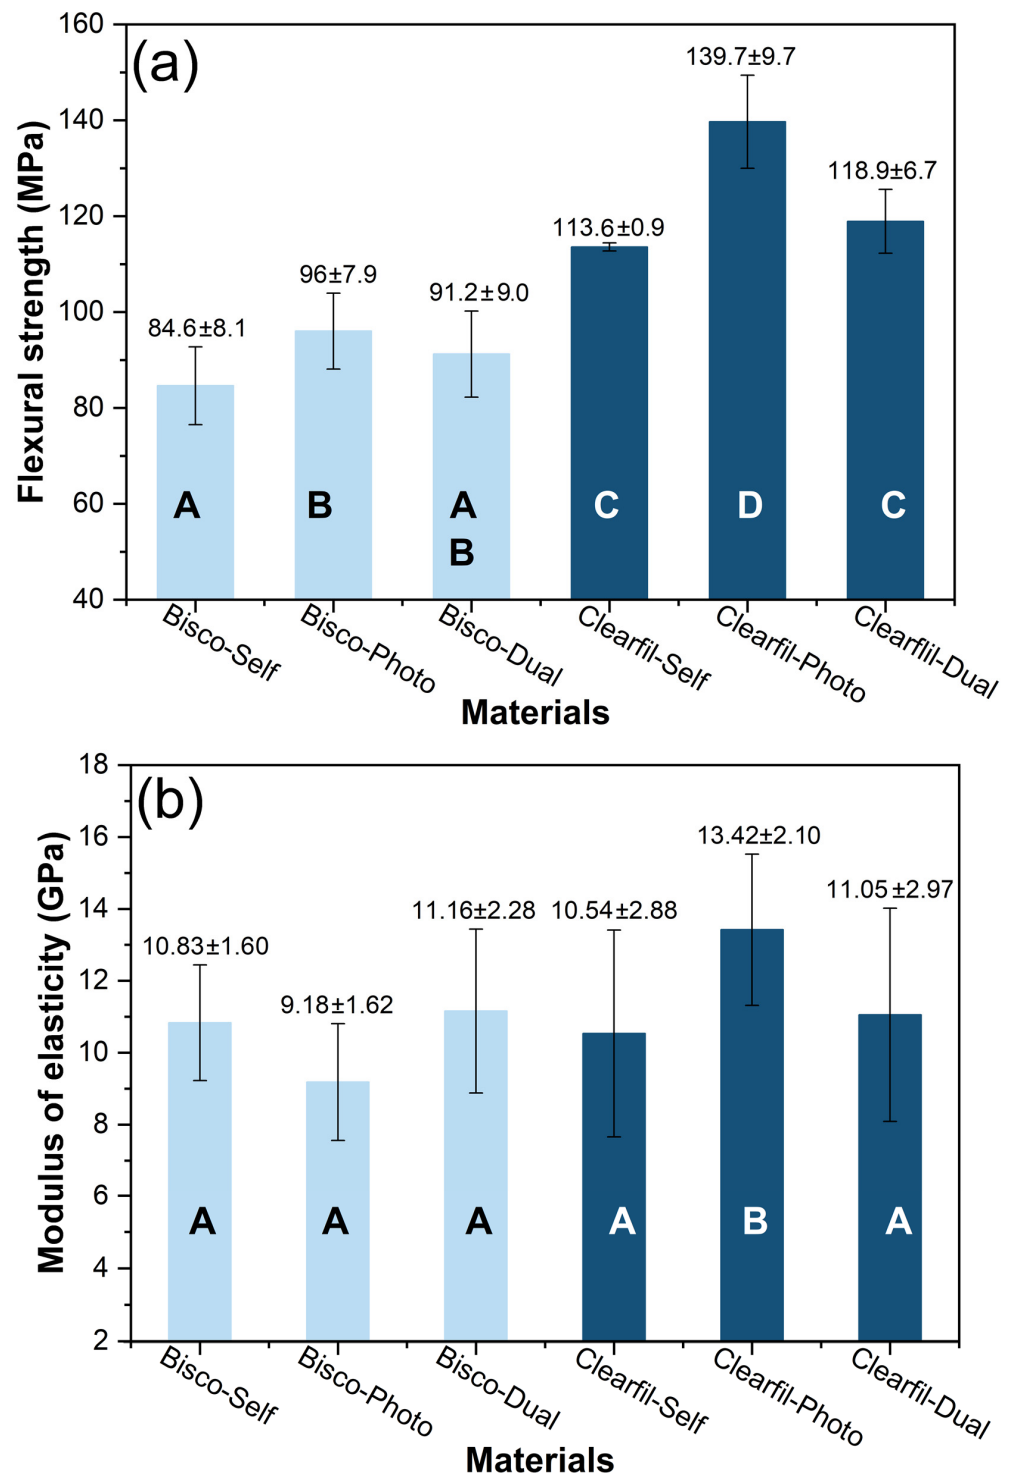 (a)
Flexural strength (MPa)
160
140
120
100
80
60
40
84.6±8.1
96±7.9
91.2±9.0
113.6±0.9
139.7±9.7
118.9±6.7
A
B
A
B
C
D
C
Bisco-Self
Bisco-Photo
Bisco-Dual
Clearfil-Self
Clearfil-Photo
Clearflil-Dual
Materials
(b)
Modulus of elasticity (GPa)
18
16
14
12
10
8
6
4
2
10.83±1.60
9.18±1.62
11.16±2.28
10.54±2.88
13.42±2.10
11.05±2.97
A
A
A
A
B
A
Bisco-Self
Bisco-Photo
Bisco-Dual
Clearfil-Self
Clearfil-Photo
Clearfil-Dual
Materials